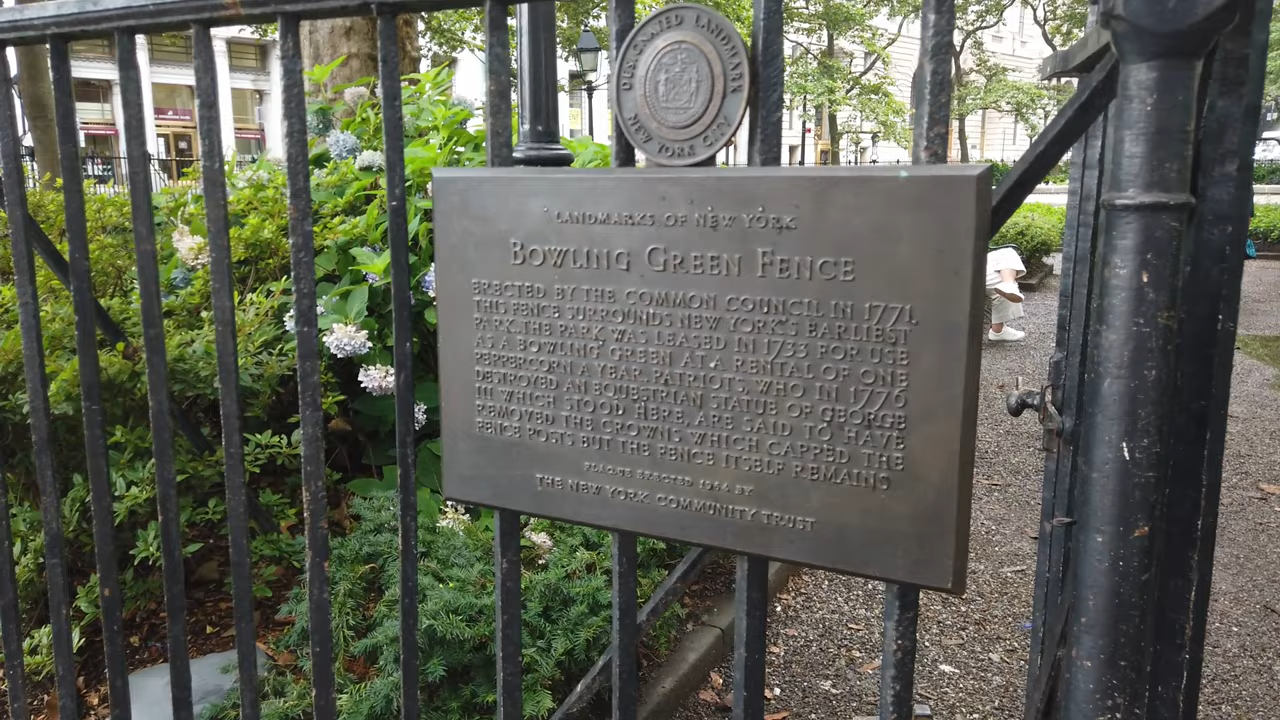 DESIGNATED LANDMARK
NEW YORK CITY
LANDMARKS OF NEW YORK
BOWLING GREEN FENCE
ERECTED BY THE COMMON COUNCIL IN 1771,
THIS FENCE SURROUNDS NEW YORK'S EARLIEST
PARK. THE PARK WAS LEASED IN 1733 FOR USE
AS A BOWLING GREEN AT A RENTAL OF ONE
PEPPERCORN A YEAR. PATRIOTS, WHO IN 1776
DESTROYED AN EQUESTRIAN STATUE OF GEORGE
III WHICH STOOD HERE, ARE SAID TO HAVE
REMOVED THE CROWNS WHICH CAPPED THE
FENCE POSTS BUT THE FENCE ITSELF REMAINS
PLAQUE ERECTED BY
THE NEW YORK COMMUNITY TRUST